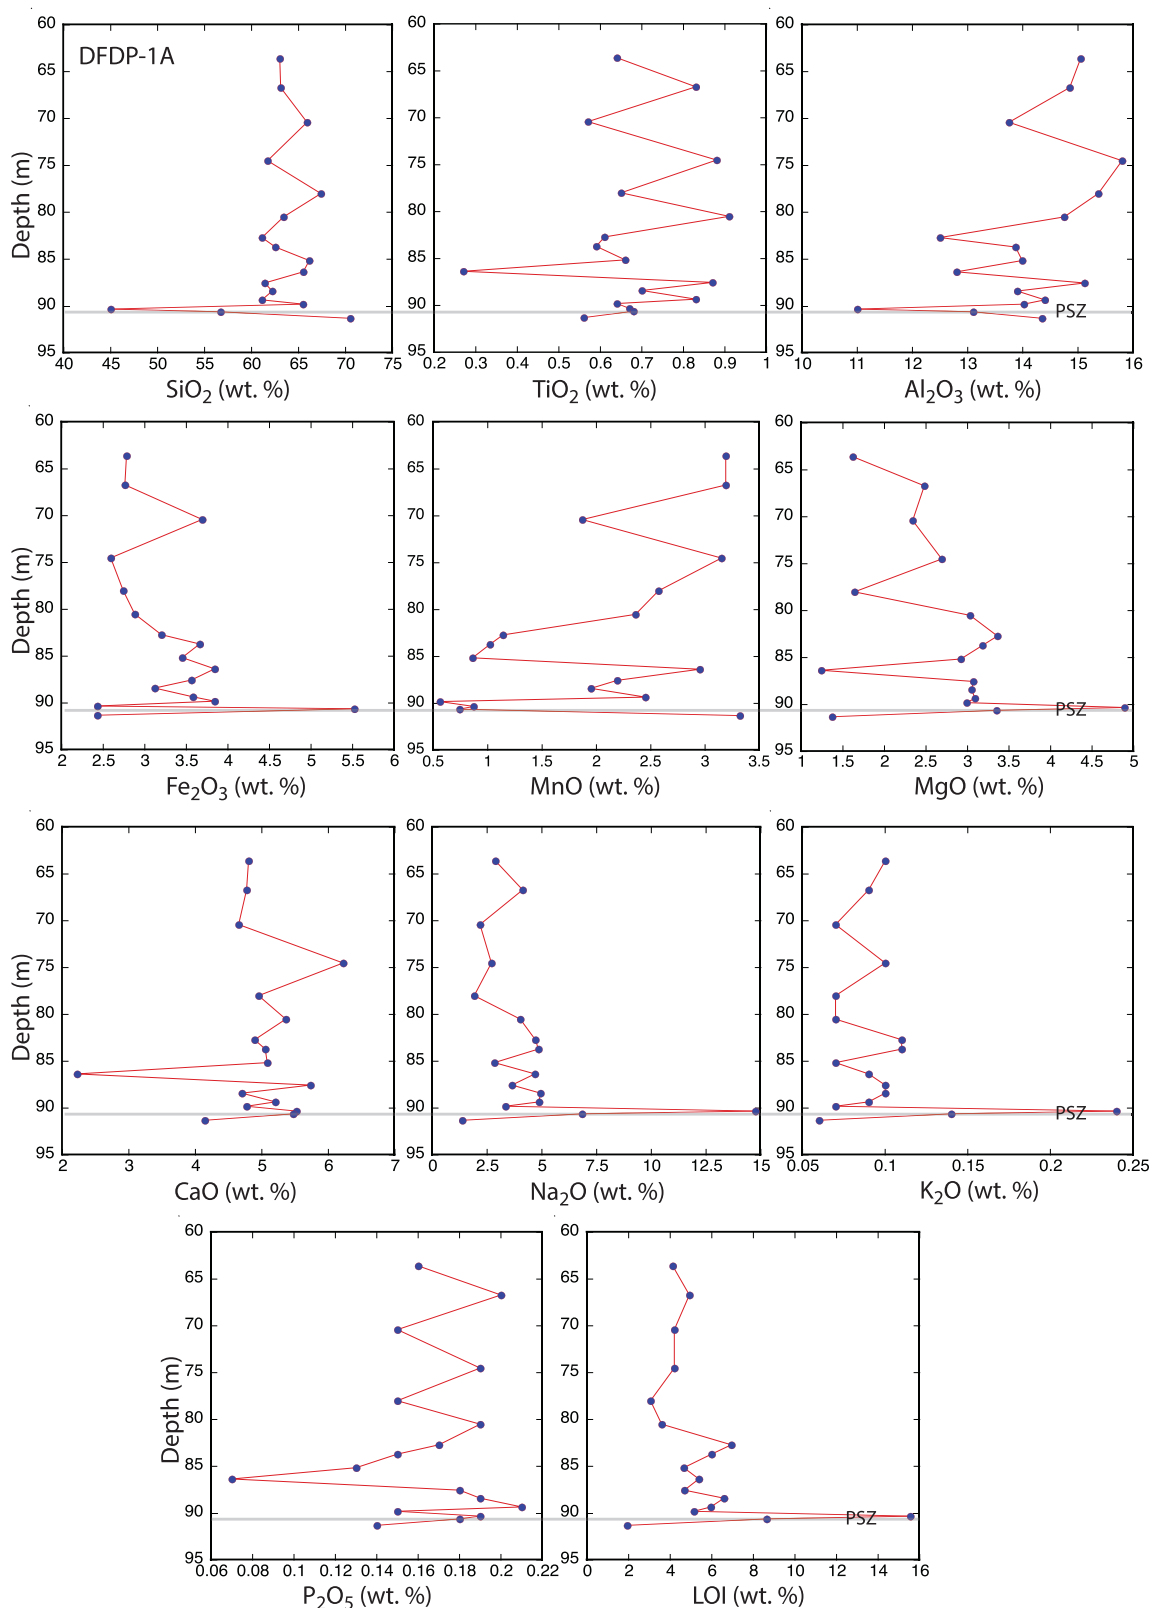 DFDP-1A
60
65
70
75
80
85
90
95
Depth (m)
40 45 50 55 60 65 70 75
SiO₂ (wt. %)
60
65
70
75
80
85
90
95
0.2 0.3 0.4 0.5 0.6 0.7 0.8 0.9 1
TiO₂ (wt. %)
60
65
70
75
80
85
90
95
PSZ
10 11 12 13 14 15 16
Al₂O₃ (wt. %)
60
65
70
75
80
85
90
95
Depth (m)
2 2.5 3 3.5 4 4.5 5 5.5 6
Fe₂O₃ (wt. %)
60
65
70
75
80
85
90
95
0.5 1 1.5 2 2.5 3 3.5
MnO (wt. %)
60
65
70
75
80
85
90
95
PSZ
1 1.5 2 2.5 3 3.5 4 4.5 5
MgO (wt. %)
60
65
70
75
80
85
90
95
Depth (m)
2 3 4 5 6 7
CaO (wt. %)
60
65
70
75
80
85
90
95
0 2.5 5 7.5 10 12.5 15
Na₂O (wt. %)
60
65
70
75
80
85
90
95
PSZ
0.05 0.1 0.15 0.2 0.25
K₂O (wt. %)
60
65
70
75
80
85
90
95
Depth (m)
0.06 0.08 0.1 0.12 0.14 0.16 0.18 0.2 0.22
P₂O₅ (wt. %)
60
65
70
75
80
85
90
95
PSZ
0 2 4 6 8 10 12 14 16
LOI (wt. %)